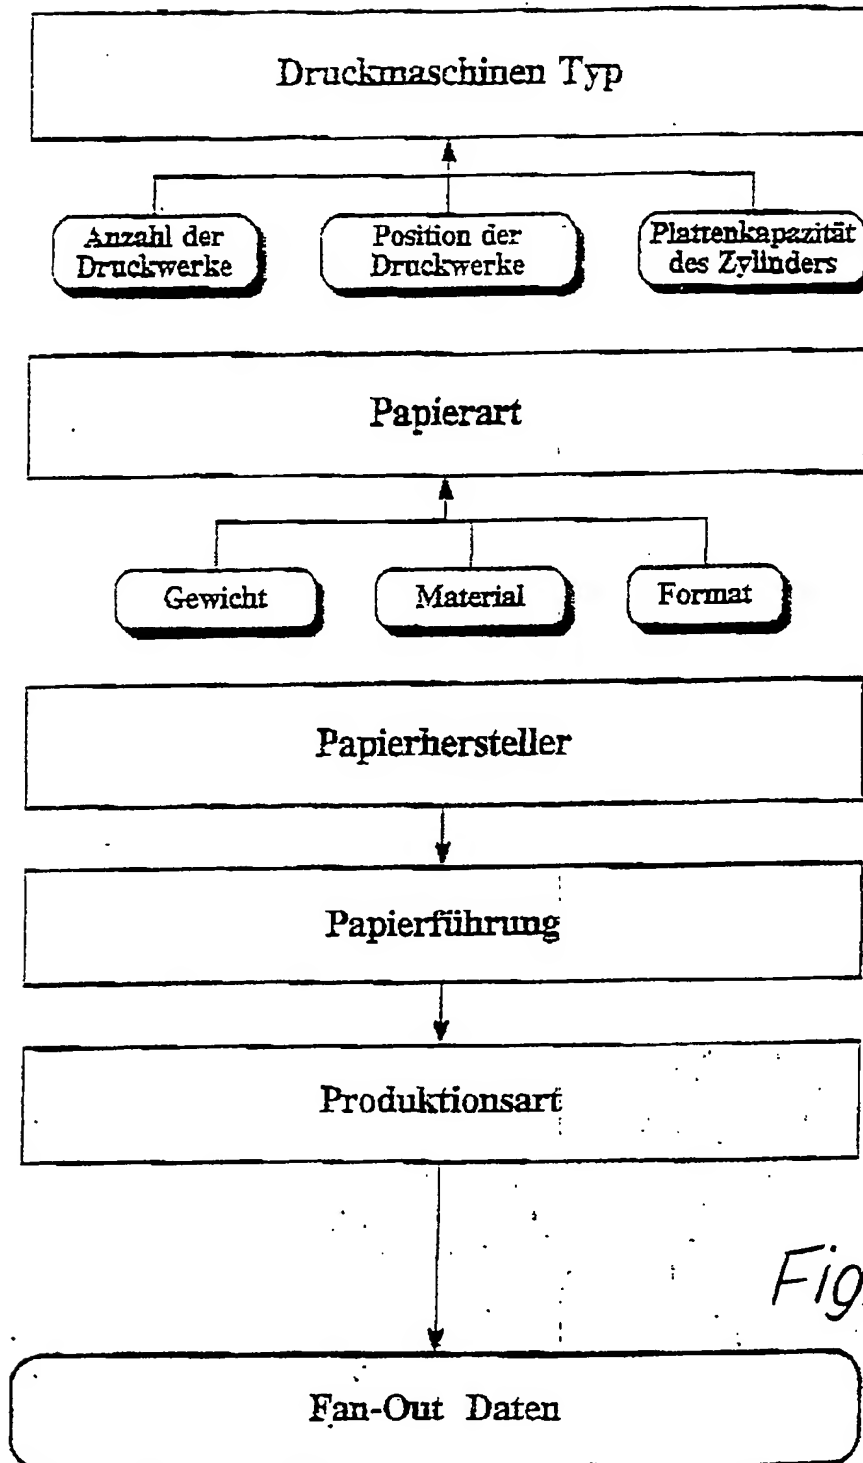 Druckmaschinen Typ
Anzahl der
Druckwerke
Position der
Druckwerke
Plattenkapazität
des Zylinders
Papierart
Gewicht
Material
Format
Papierhersteller
Papierführung
Produktionsart
Fig.
Fan-Out Daten